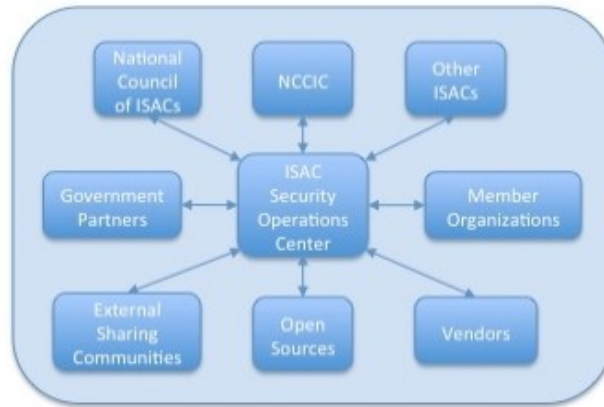 National
Council
of ISACs
NCCIC
Other
ISACs
Government
Partners
ISAC
Security
Operations
Center
Member
Organizations
External
Sharing
Communities
Open
Sources
Vendors